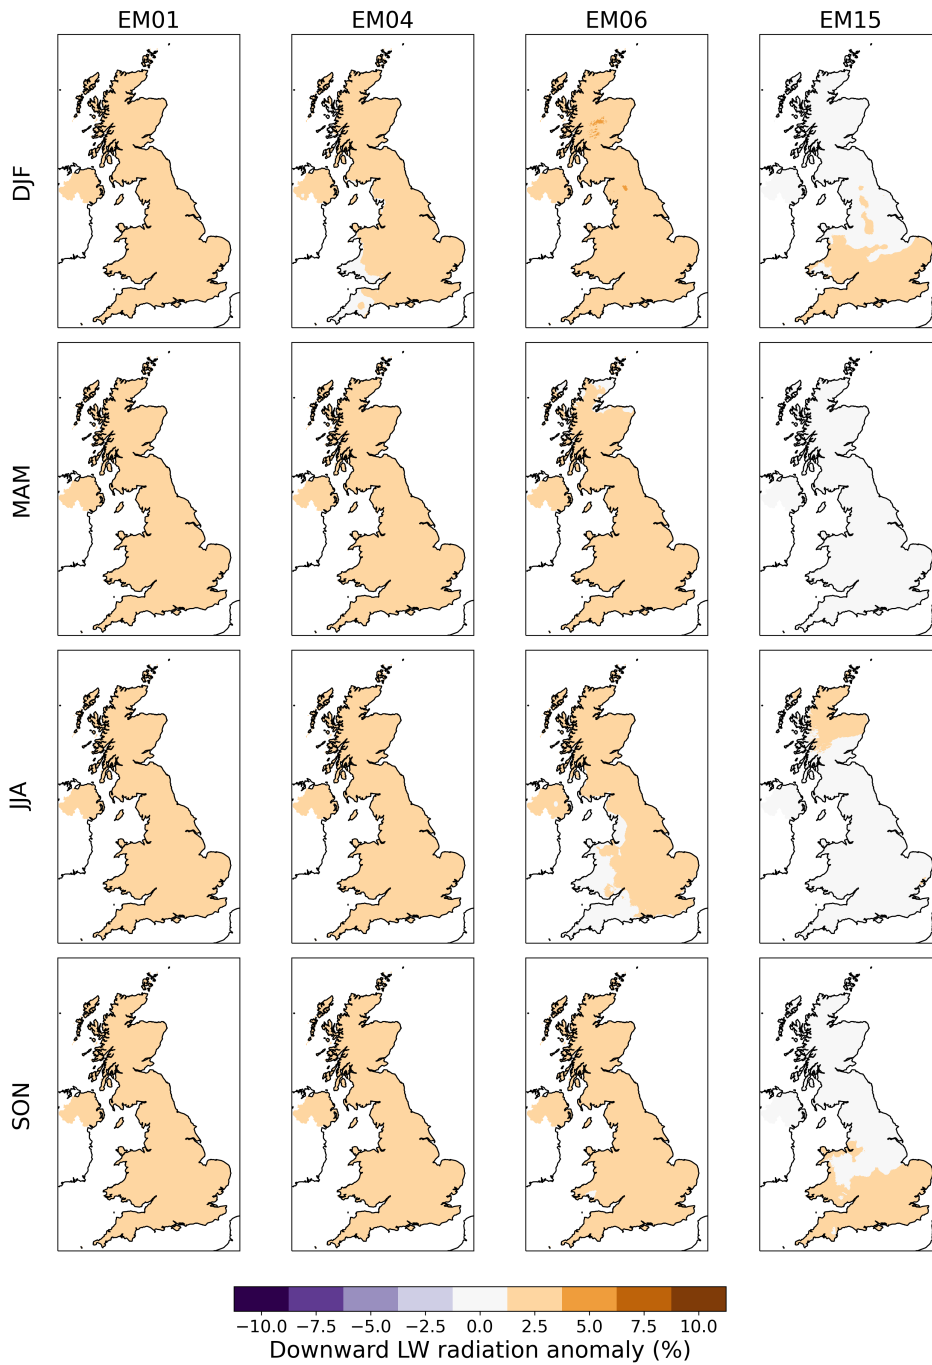 EM01 EM04 EM06 EM15
DJF
MAM
JJA
SON
−10.0 −7.5 −5.0 −2.5 0.0 2.5 5.0 7.5 10.0
Downward LW radiation anomaly (%)